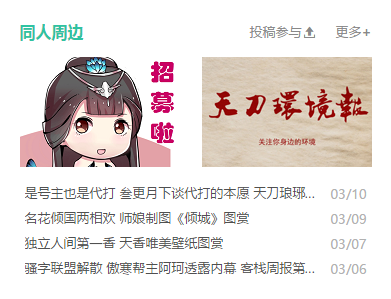 同人周边
投稿参与 更多+
招募啦
天刀環境報
关注你身边的环境
是号主也是代打 叁更月下谈代打的本愿 天刀琅琊... 03/10
名花倾国两相欢 师娘制图《倾城》图赏 03/09
独立人间第一香 天香唯美壁纸图赏 03/07
骚字联盟解散 傲寒帮主阿珂透露内幕 客栈周报第... 03/06